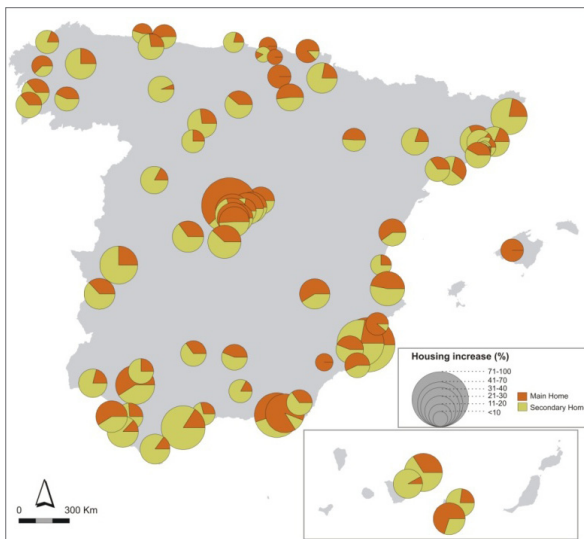 Housing increase (%)
71-100
41-70
31-40
21-30
11-20
<10
Main Home
Secondary Home
0 300 Km